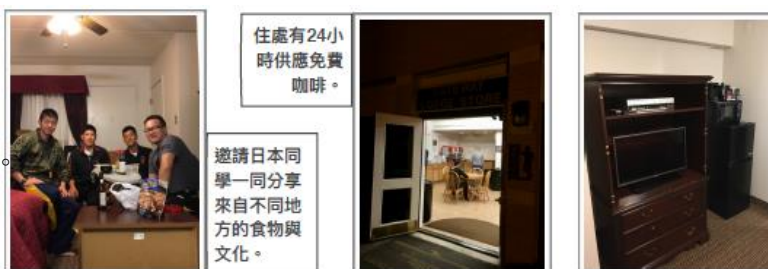 住處有24小
時供應免費
咖啡。
邀請日本同
學一同分享
來自不同地
方的食物與
文化。